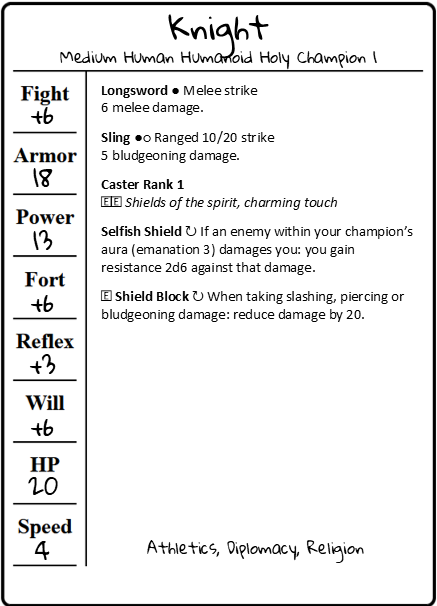 Knight
Medium Human Humanoid Holy Champion 1
Fight
+6
Armor
18
Power
13
Fort
+6
Reflex
+3
Will
+6
HP
20
Speed
4
Longsword ● Melee strike
6 melee damage.
Sling ●○ Ranged 10/20 strike
5 bludgeoning damage.
Caster Rank 1
🄴🄴 Shields of the spirit, charming touch
Selfish Shield ↻ If an enemy within your champion’s
aura (emanation 3) damages you: you gain
resistance 2d6 against that damage.
🄴 Shield Block ↻ When taking slashing, piercing or
bludgeoning damage: reduce damage by 20.
Athletics, Diplomacy, Religion